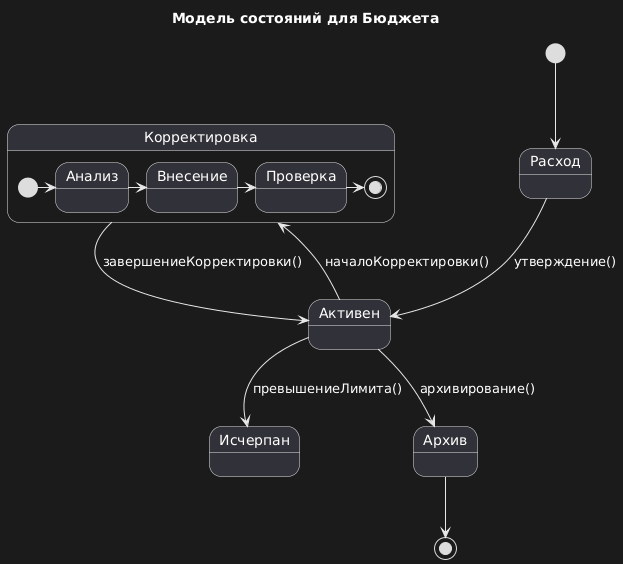 Модель состояний для Бюджета
Корректировка
Анализ
Внесение
Проверка
Расход
завершениеКорректировки()
началоКорректировки()
утверждение()
Активен
превышениеЛимита()
архивирование()
Исчерпан
Архив